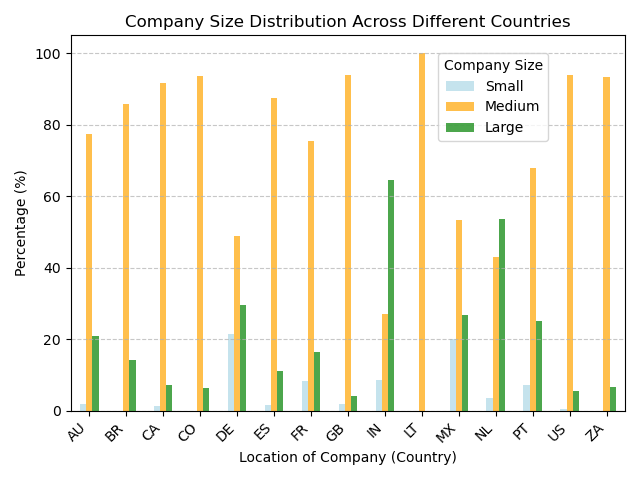 Company Size Distribution Across Different Countries
Percentage (%)
100
80
60
40
20
0
Company Size
Small
Medium
Large
AU BR CA CO DE ES FR GB IN LT MX NL PT US ZA
Location of Company (Country)